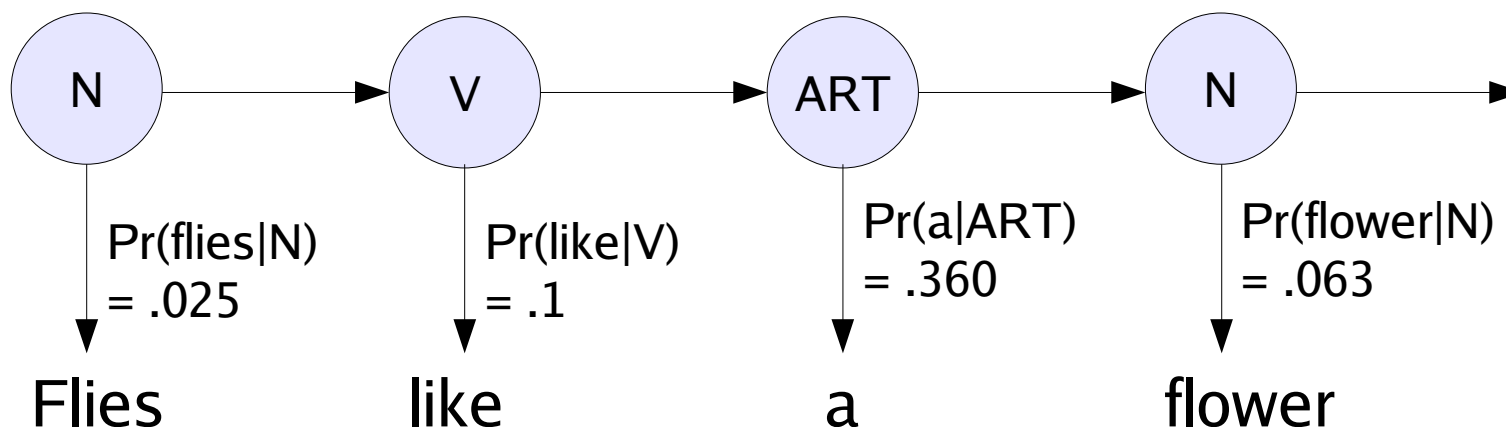 N V ART N
Pr(flies|N) Pr(like|V) Pr(a|ART) Pr(flower|N)
= .025 = .1 = .360 = .063
Flies like a flower